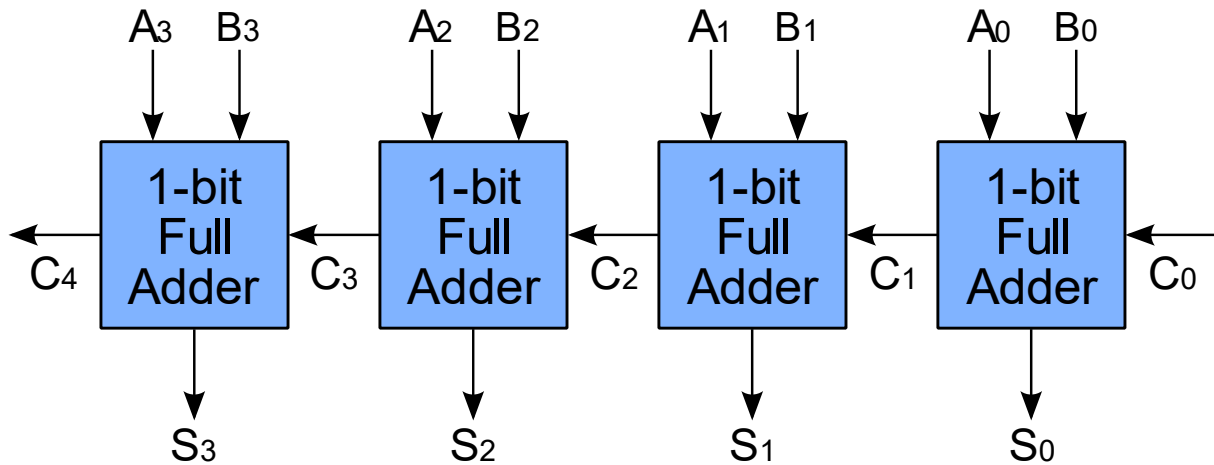 A3 B3 A2 B2 A1 B1 A0 B0
1-bit Full Adder
1-bit Full Adder
1-bit Full Adder
1-bit Full Adder
C4 C3 C2 C1 C0
S3 S2 S1 S0